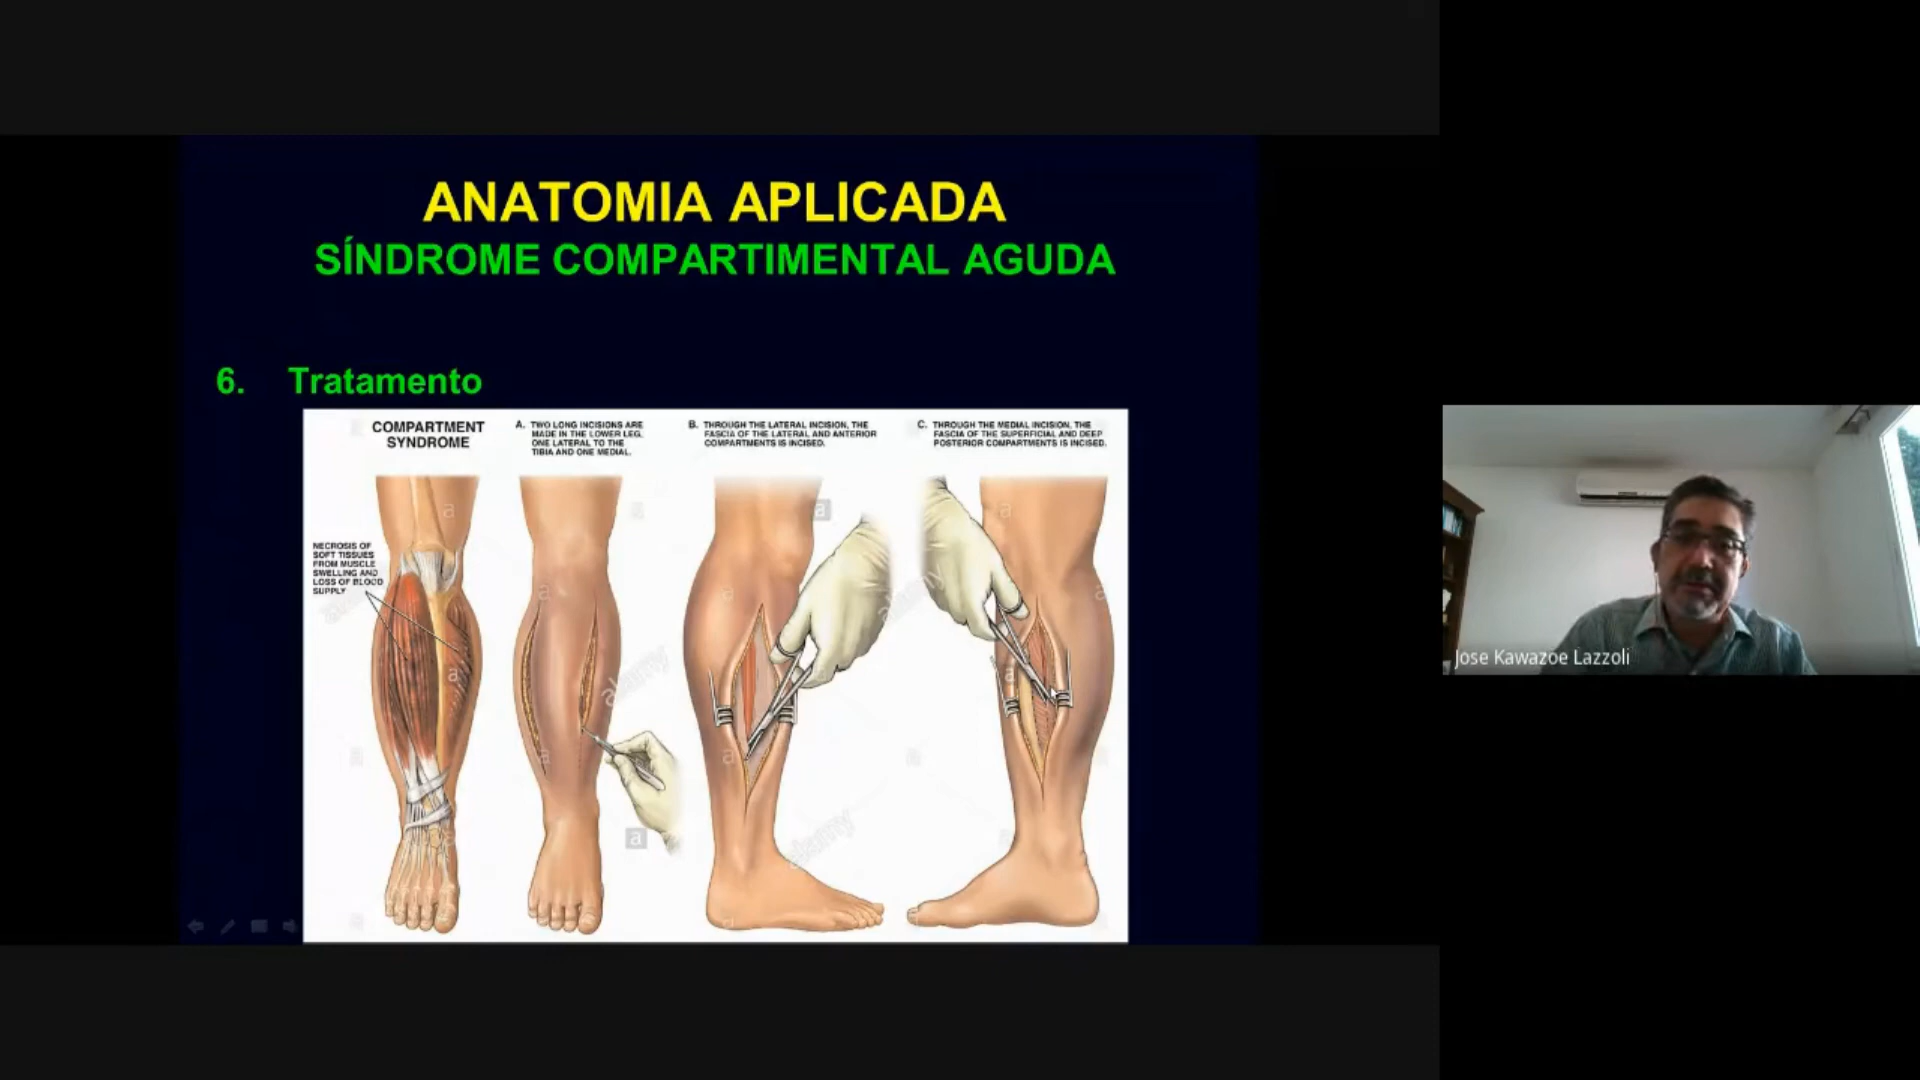 ANATOMIA APLICADA
SÍNDROME COMPARTIMENTAL AGUDA
6. Tratamento
COMPARTMENT
SYNDROME
NECROSIS OF
SOFT TISSUES
FROM MUSCLE
SWELLING AND
LOSS OF BLOOD
SUPPLY
A. TWO LONG INCISIONS ARE
MADE IN THE LOWER LEG,
ONE LATERAL TO THE
TIBIA AND ONE MEDIAL.
B. THROUGH THE LATERAL INCISION, THE
FASCIA OF THE LATERAL AND ANTERIOR
COMPARTMENTS IS INCISED.
C. THROUGH THE MEDIAL INCISION, THE
FASCIA OF THE SUPERFICIAL AND DEEP
POSTERIOR COMPARTMENTS IS INCISED.
alamy
alamy
alamy
Jose Kawazoe Lazzoli